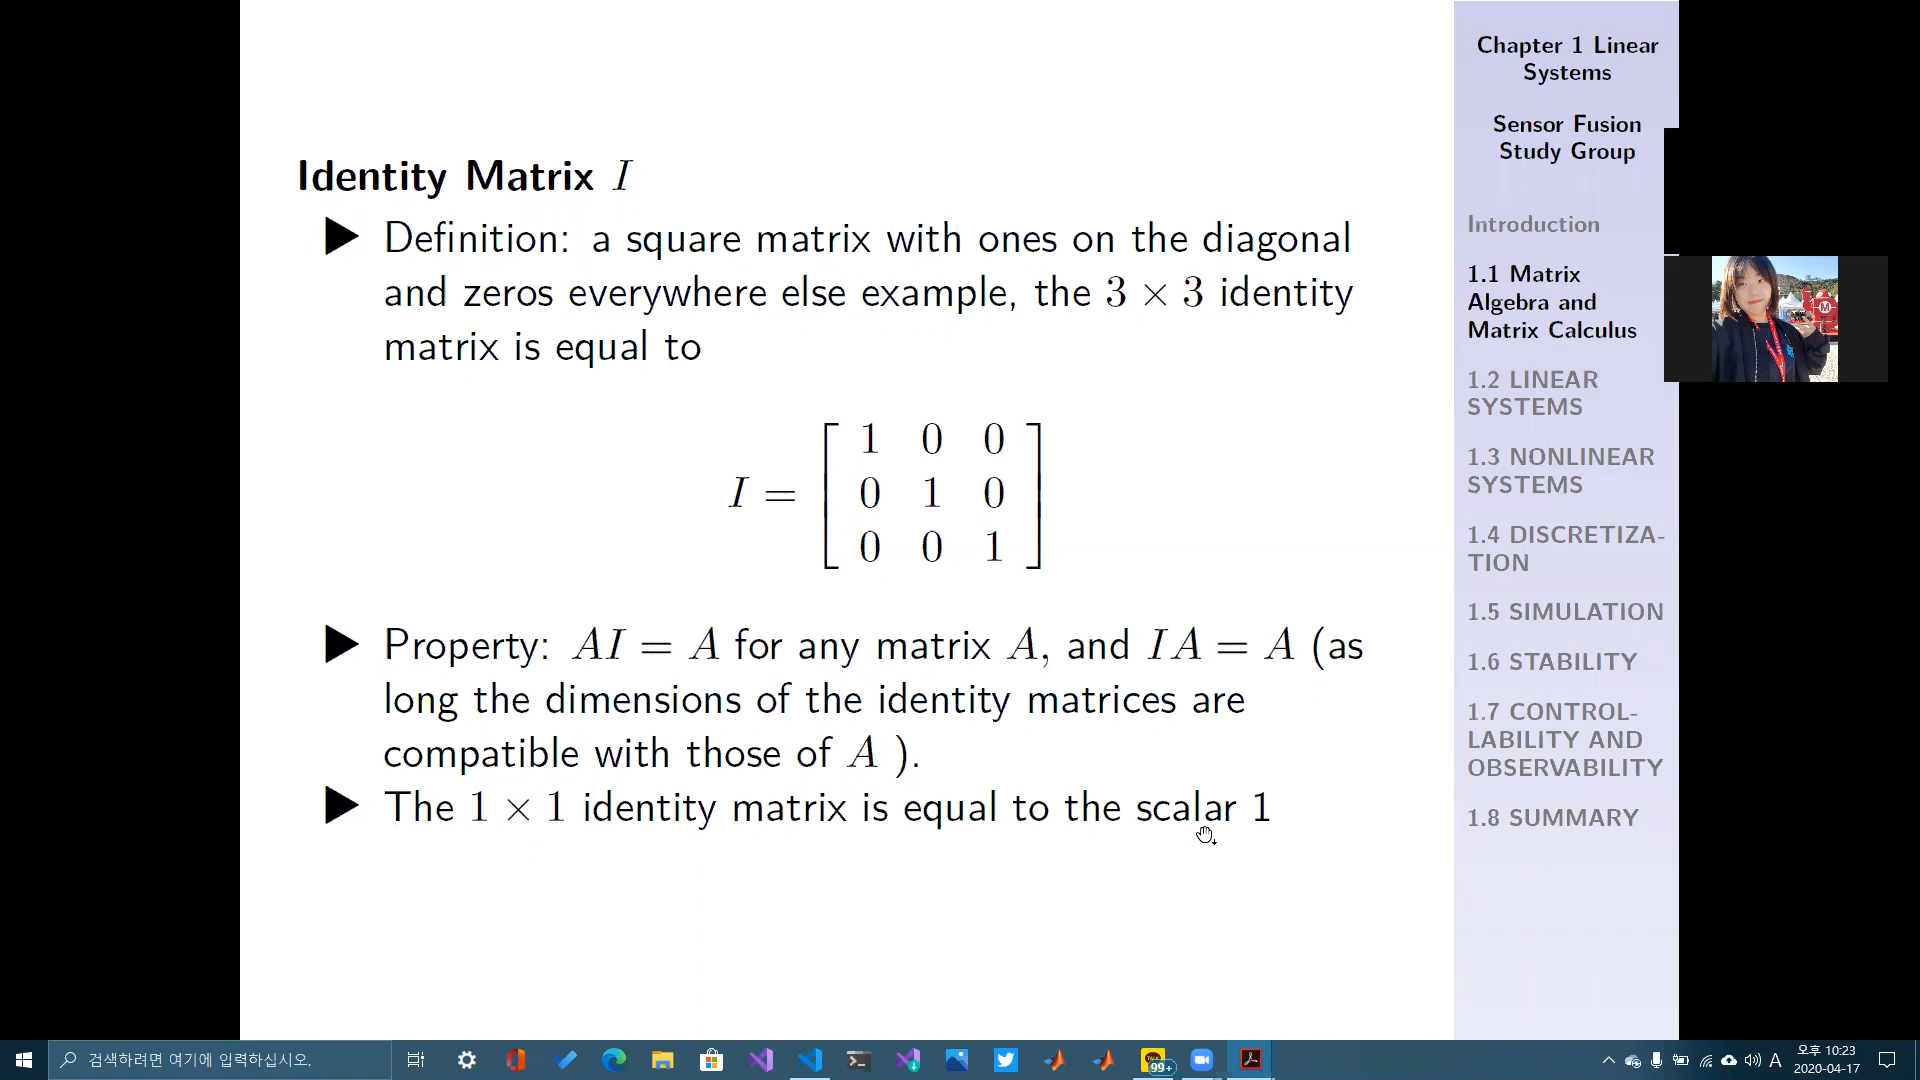 Identity Matrix I
▶ Definition: a square matrix with ones on the diagonal
and zeros everywhere else example, the 3 × 3 identity
matrix is equal to
I = [ 1 0 0
0 1 0
0 0 1 ]
▶ Property: AI = A for any matrix A, and IA = A (as
long the dimensions of the identity matrices are
compatible with those of A ).
▶ The 1 × 1 identity matrix is equal to the scalar 1
Chapter 1 Linear
Systems
Sensor Fusion
Study Group
Introduction
1.1 Matrix
Algebra and
Matrix Calculus
1.2 LINEAR
SYSTEMS
1.3 NONLINEAR
SYSTEMS
1.4 DISCRETIZA-
TION
1.5 SIMULATION
1.6 STABILITY
1.7 CONTROL-
LABILITY AND
OBSERVABILITY
1.8 SUMMARY
M
검색하려면 여기에 입력하십시오.
99+
A
오후 10:23
2020-04-17